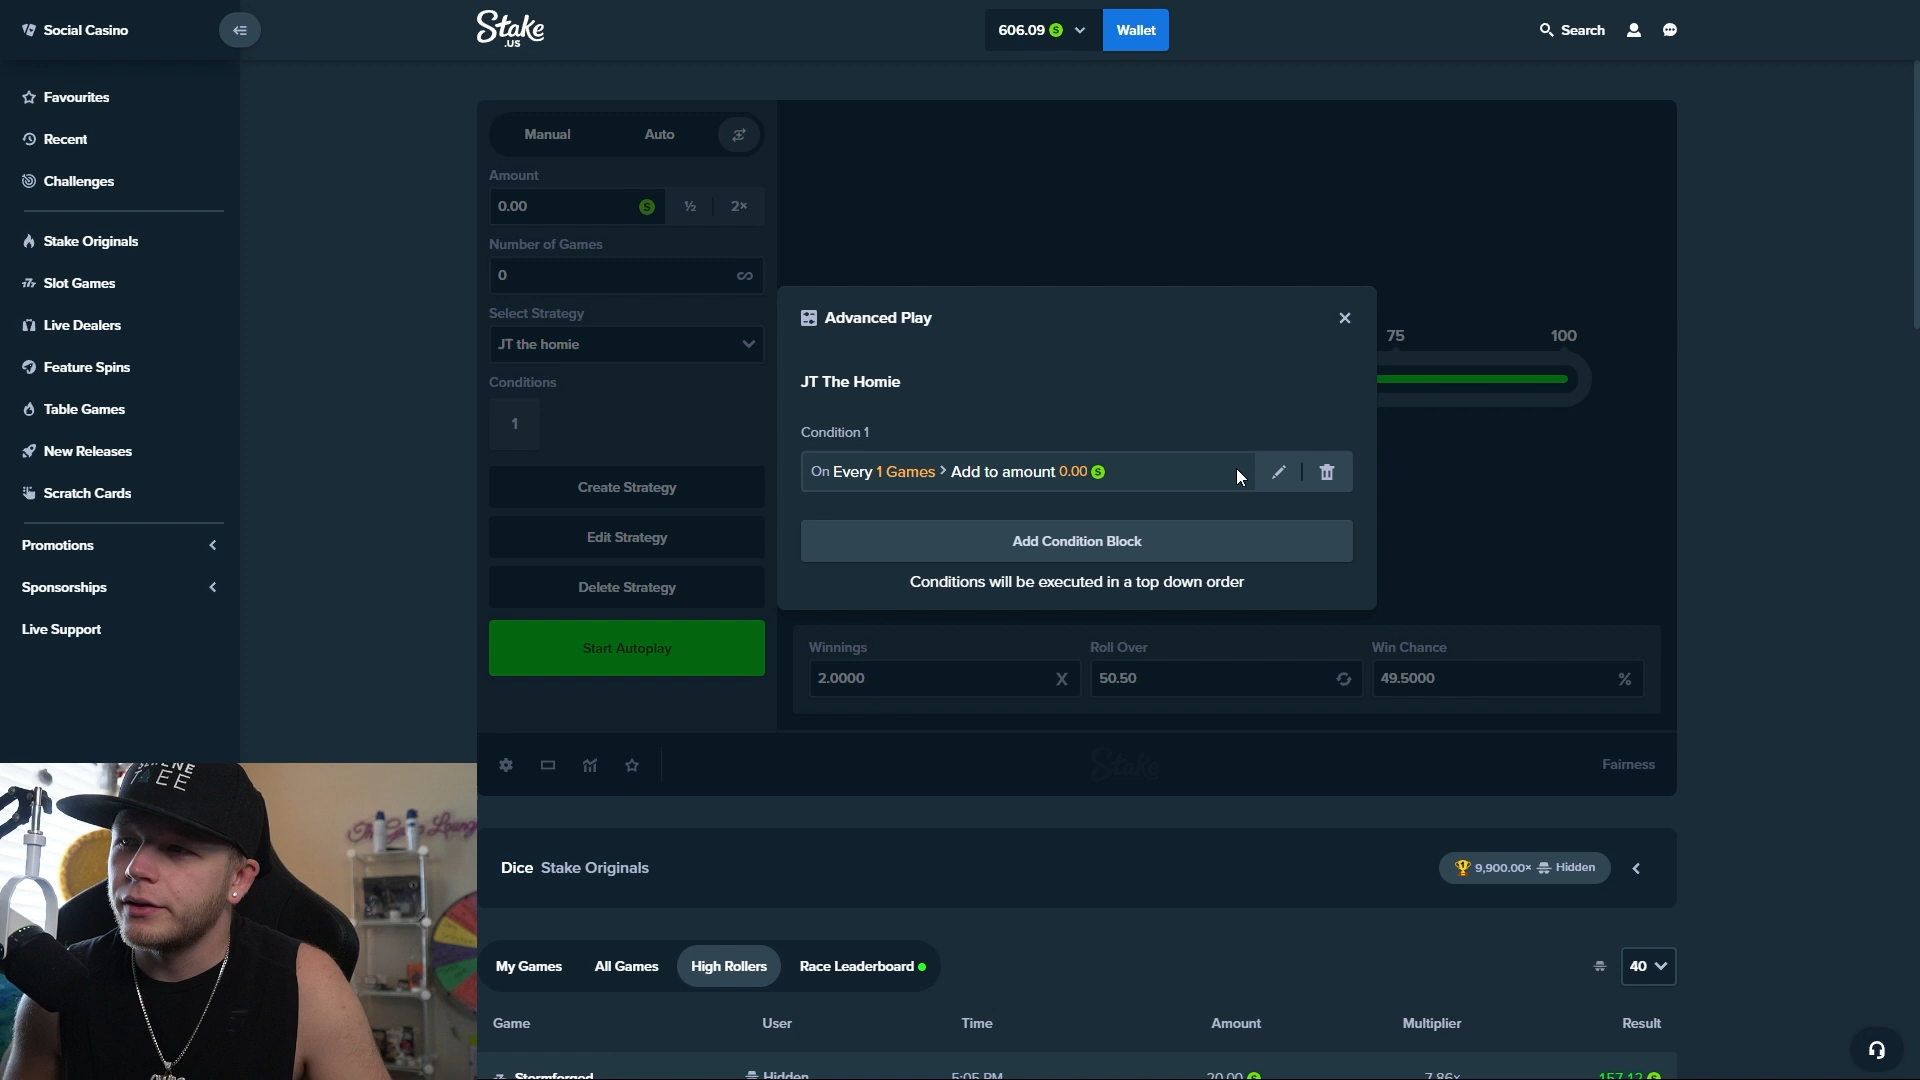 Social Casino
Stake
.US
606.09
Wallet
Search
Favourites
Recent
Challenges
Stake Originals
Slot Games
Live Dealers
Feature Spins
Table Games
New Releases
Scratch Cards
Promotions
Sponsorships
Live Support
Manual
Auto
Amount
0.00
½
2×
Number of Games
0
Select Strategy
JT the homie
Conditions
1
Create Strategy
Edit Strategy
Delete Strategy
Start Autoplay
Advanced Play
JT The Homie
Condition 1
On Every 1 Games > Add to amount 0.00
Add Condition Block
Conditions will be executed in a top down order
75
100
Winnings
2.0000
Roll Over
50.50
Win Chance
49.5000
%
Stake
Fairness
Dice Stake Originals
9,900.00× Hidden
My Games
All Games
High Rollers
Race Leaderboard
40
Game
User
Time
Amount
Multiplier
Result
Stormforged
Hidden
5:05 PM
20.00
7.86×
157.12